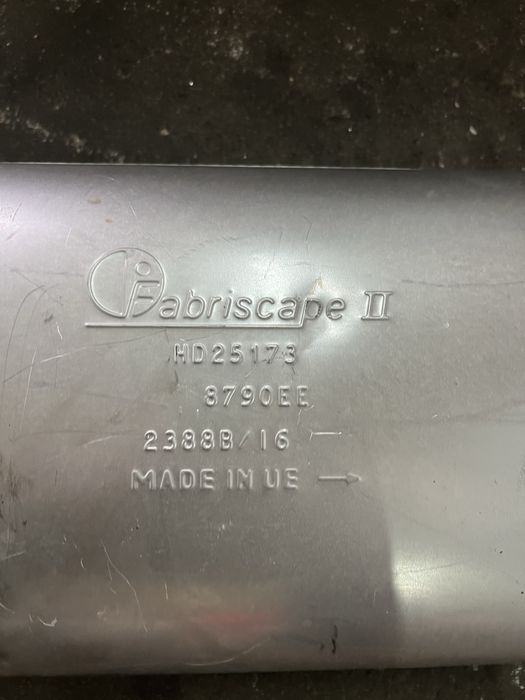 Fabriscape II
HD25173
8790EE
2388B/16
MADE IN UE